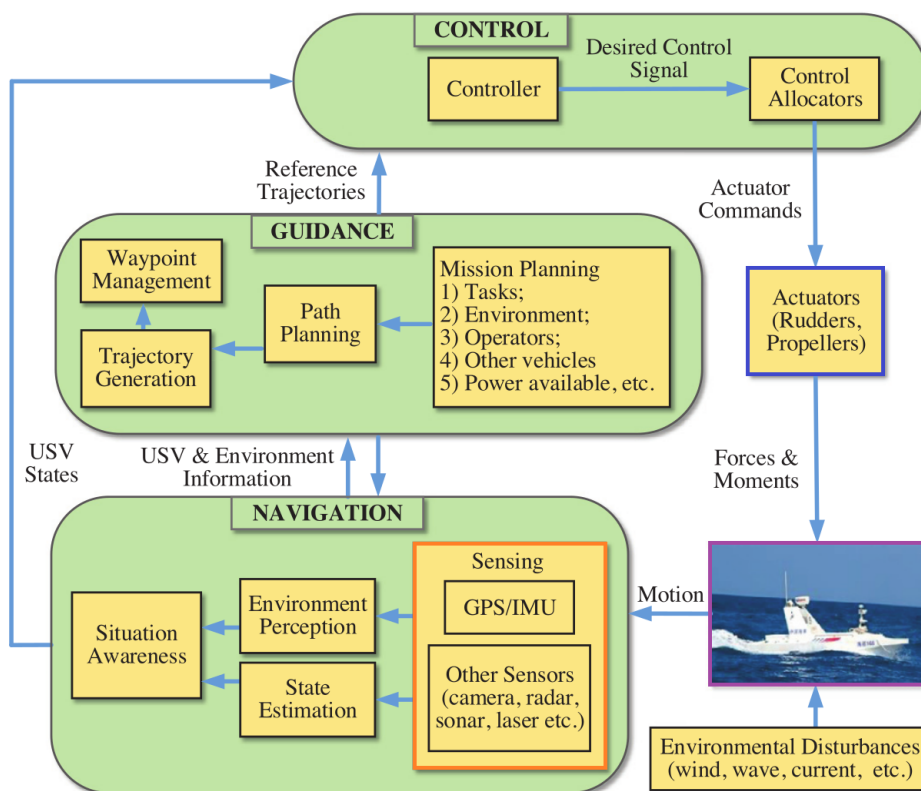 CONTROL
Desired Control
Signal
Controller
Control
Allocators
Reference
Trajectories
Actuator
Commands
GUIDANCE
Waypoint
Management
Path
Planning
Trajectory
Generation
Mission Planning
1) Tasks;
2) Environment;
3) Operators;
4) Other vehicles
5) Power available, etc.
Actuators
(Rudders,
Propellers)
USV
States
USV & Environment
Information
Forces &
Moments
NAVIGATION
Sensing
GPS/IMU
Other Sensors
(camera, radar,
sonar, laser etc.)
Environment
Perception
State
Estimation
Situation
Awareness
Motion
Environmental Disturbances
(wind, wave, current, etc.)